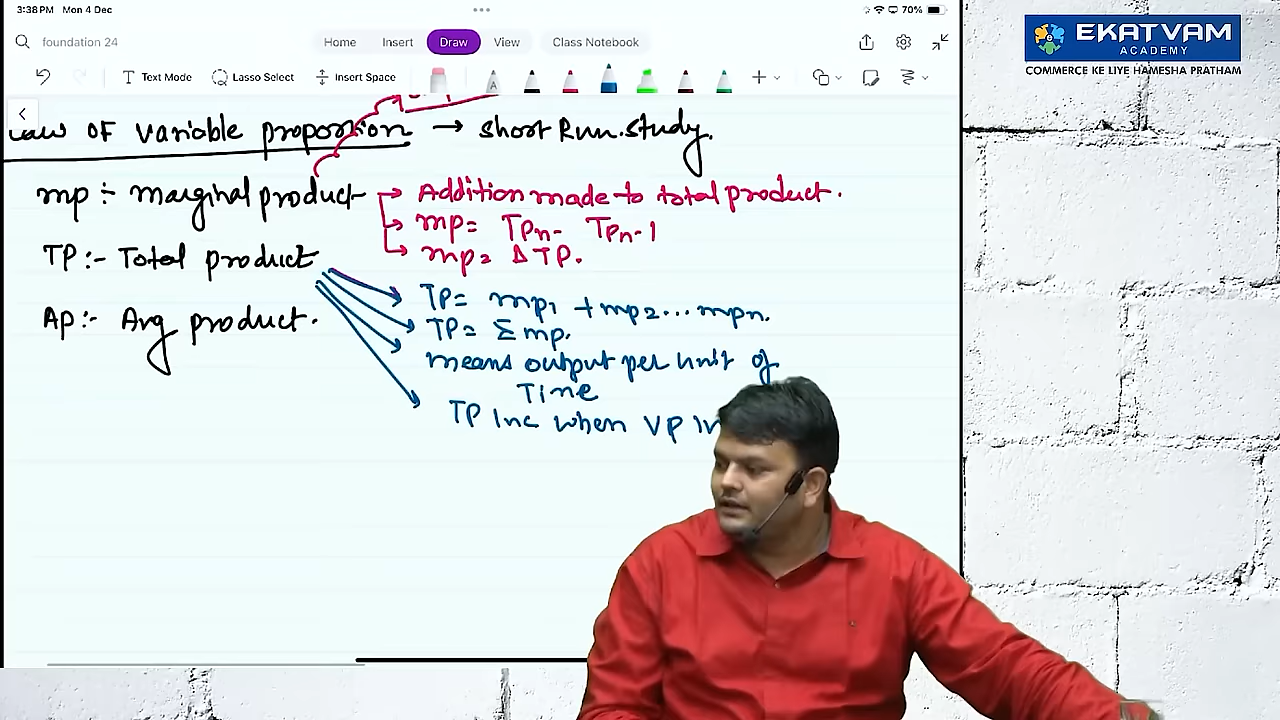 3:38 PM Mon 4 Dec
70%
foundation 24
Home Insert Draw View Class Notebook
Text Mode Lasso Select Insert Space
Law OF variable proportion → short Run study.
mp :- marginal product → Addition made to total product.
→ mp = TPn - TPn-1
→ mp = Δ TP.
TP :- Total product
TP = mp1 + mp2 ... mpn.
TP = Σ mp.
means output per unit of
Time
TP Inc when VP In
AP :- Avg product.
EKATVAM
ACADEMY
COMMERCE KE LIYE HAMESHA PRATHAM